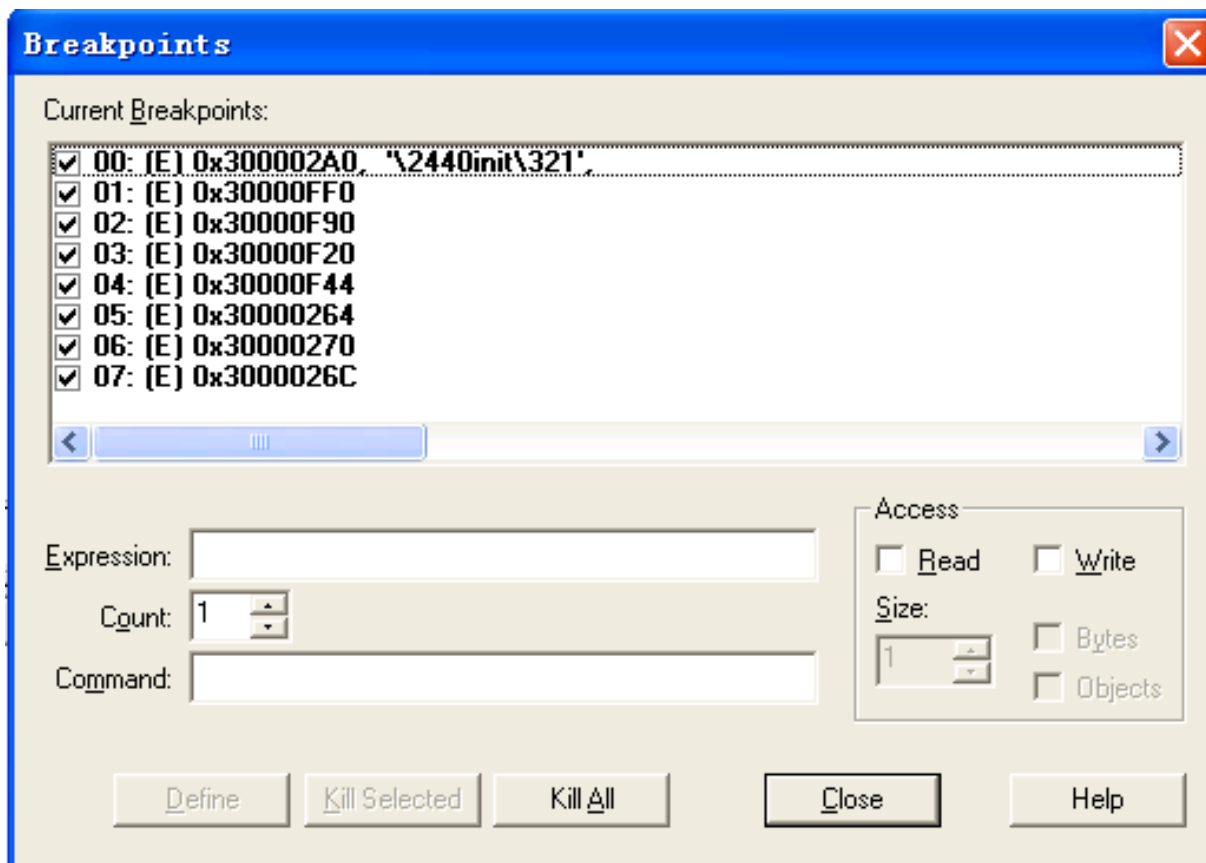 Breakpoints
Current Breakpoints:
00: (E) 0x300002A0,  '\2440init\321',
01: (E) 0x30000FF0
02: (E) 0x30000F90
03: (E) 0x30000F20
04: (E) 0x30000F44
05: (E) 0x30000264
06: (E) 0x30000270
07: (E) 0x3000026C
Access
Expression:
Read
Write
Count:
1
Size:
1
Bytes
Command:
Objects
Define
Kill Selected
Kill All
Close
Help